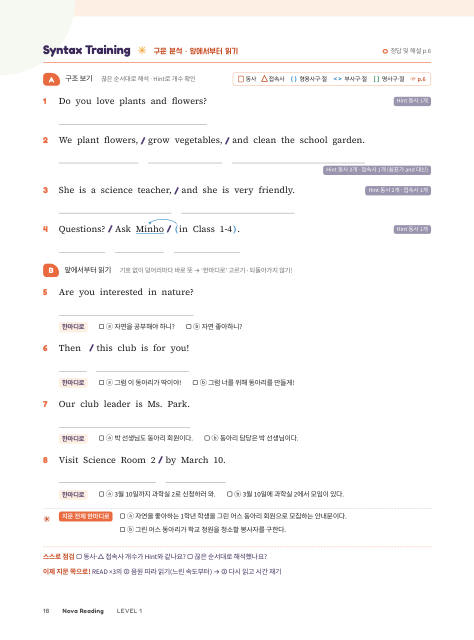 Syntax Training ☀ 구문 분석 · 앞에서부터 읽기
정답 및 해설 p.6
A 구조 보기 끊은 순서대로 해석 · Hint로 개수 확인
□ 동사 △ 접속사 ( ) 형용사구·절 < > 부사구·절 [ ] 명사구·절 ☞ p.6
1 Do you love plants and flowers?
Hint 동사 1개
2 We plant flowers, / grow vegetables, / and clean the school garden.
Hint 동사 3개 · 접속사 1개 (쉼표가 and 대신)
3 She is a science teacher, / and she is very friendly.
Hint 동사 2개 · 접속사 1개
4 Questions? / Ask Minho / (in Class 1-4).
Hint 동사 1개
B 앞에서부터 읽기 기호 없이 덩어리마다 바로 뜻 → '한마디로' 고르기 · 되돌아가지 않기!
5 Are you interested in nature?
한마디로 □ ⓐ 자연을 공부해야 하니? □ ⓑ 자연 좋아하니?
6 Then / this club is for you!
한마디로 □ ⓐ 그럼 이 동아리가 딱이야! □ ⓑ 그럼 너를 위해 동아리를 만들게!
7 Our club leader is Ms. Park.
한마디로 □ ⓐ 박 선생님도 동아리 회원이다. □ ⓑ 동아리 담당은 박 선생님이다.
8 Visit Science Room 2 / by March 10.
한마디로 □ ⓐ 3월 10일까지 과학실 2로 신청하러 와. □ ⓑ 3월 10일에 과학실 2에서 모임이 있다.
지문 전체 한마디로 □ ⓐ 자연을 좋아하는 1학년 학생을 그린 어스 동아리 회원으로 모집하는 안내문이다.
□ ⓑ 그린 어스 동아리가 학교 정원을 청소할 봉사자를 구한다.
스스로 점검 □ 동사·△ 접속사 개수가 Hint와 같나요? □ 끊은 순서대로 해석했나요?
이제 지문 쪽으로! READ ×3의 ② 음원 따라 읽기(느린 속도부터) → ③ 다시 읽고 시간 재기
16 Nova Reading LEVEL 1